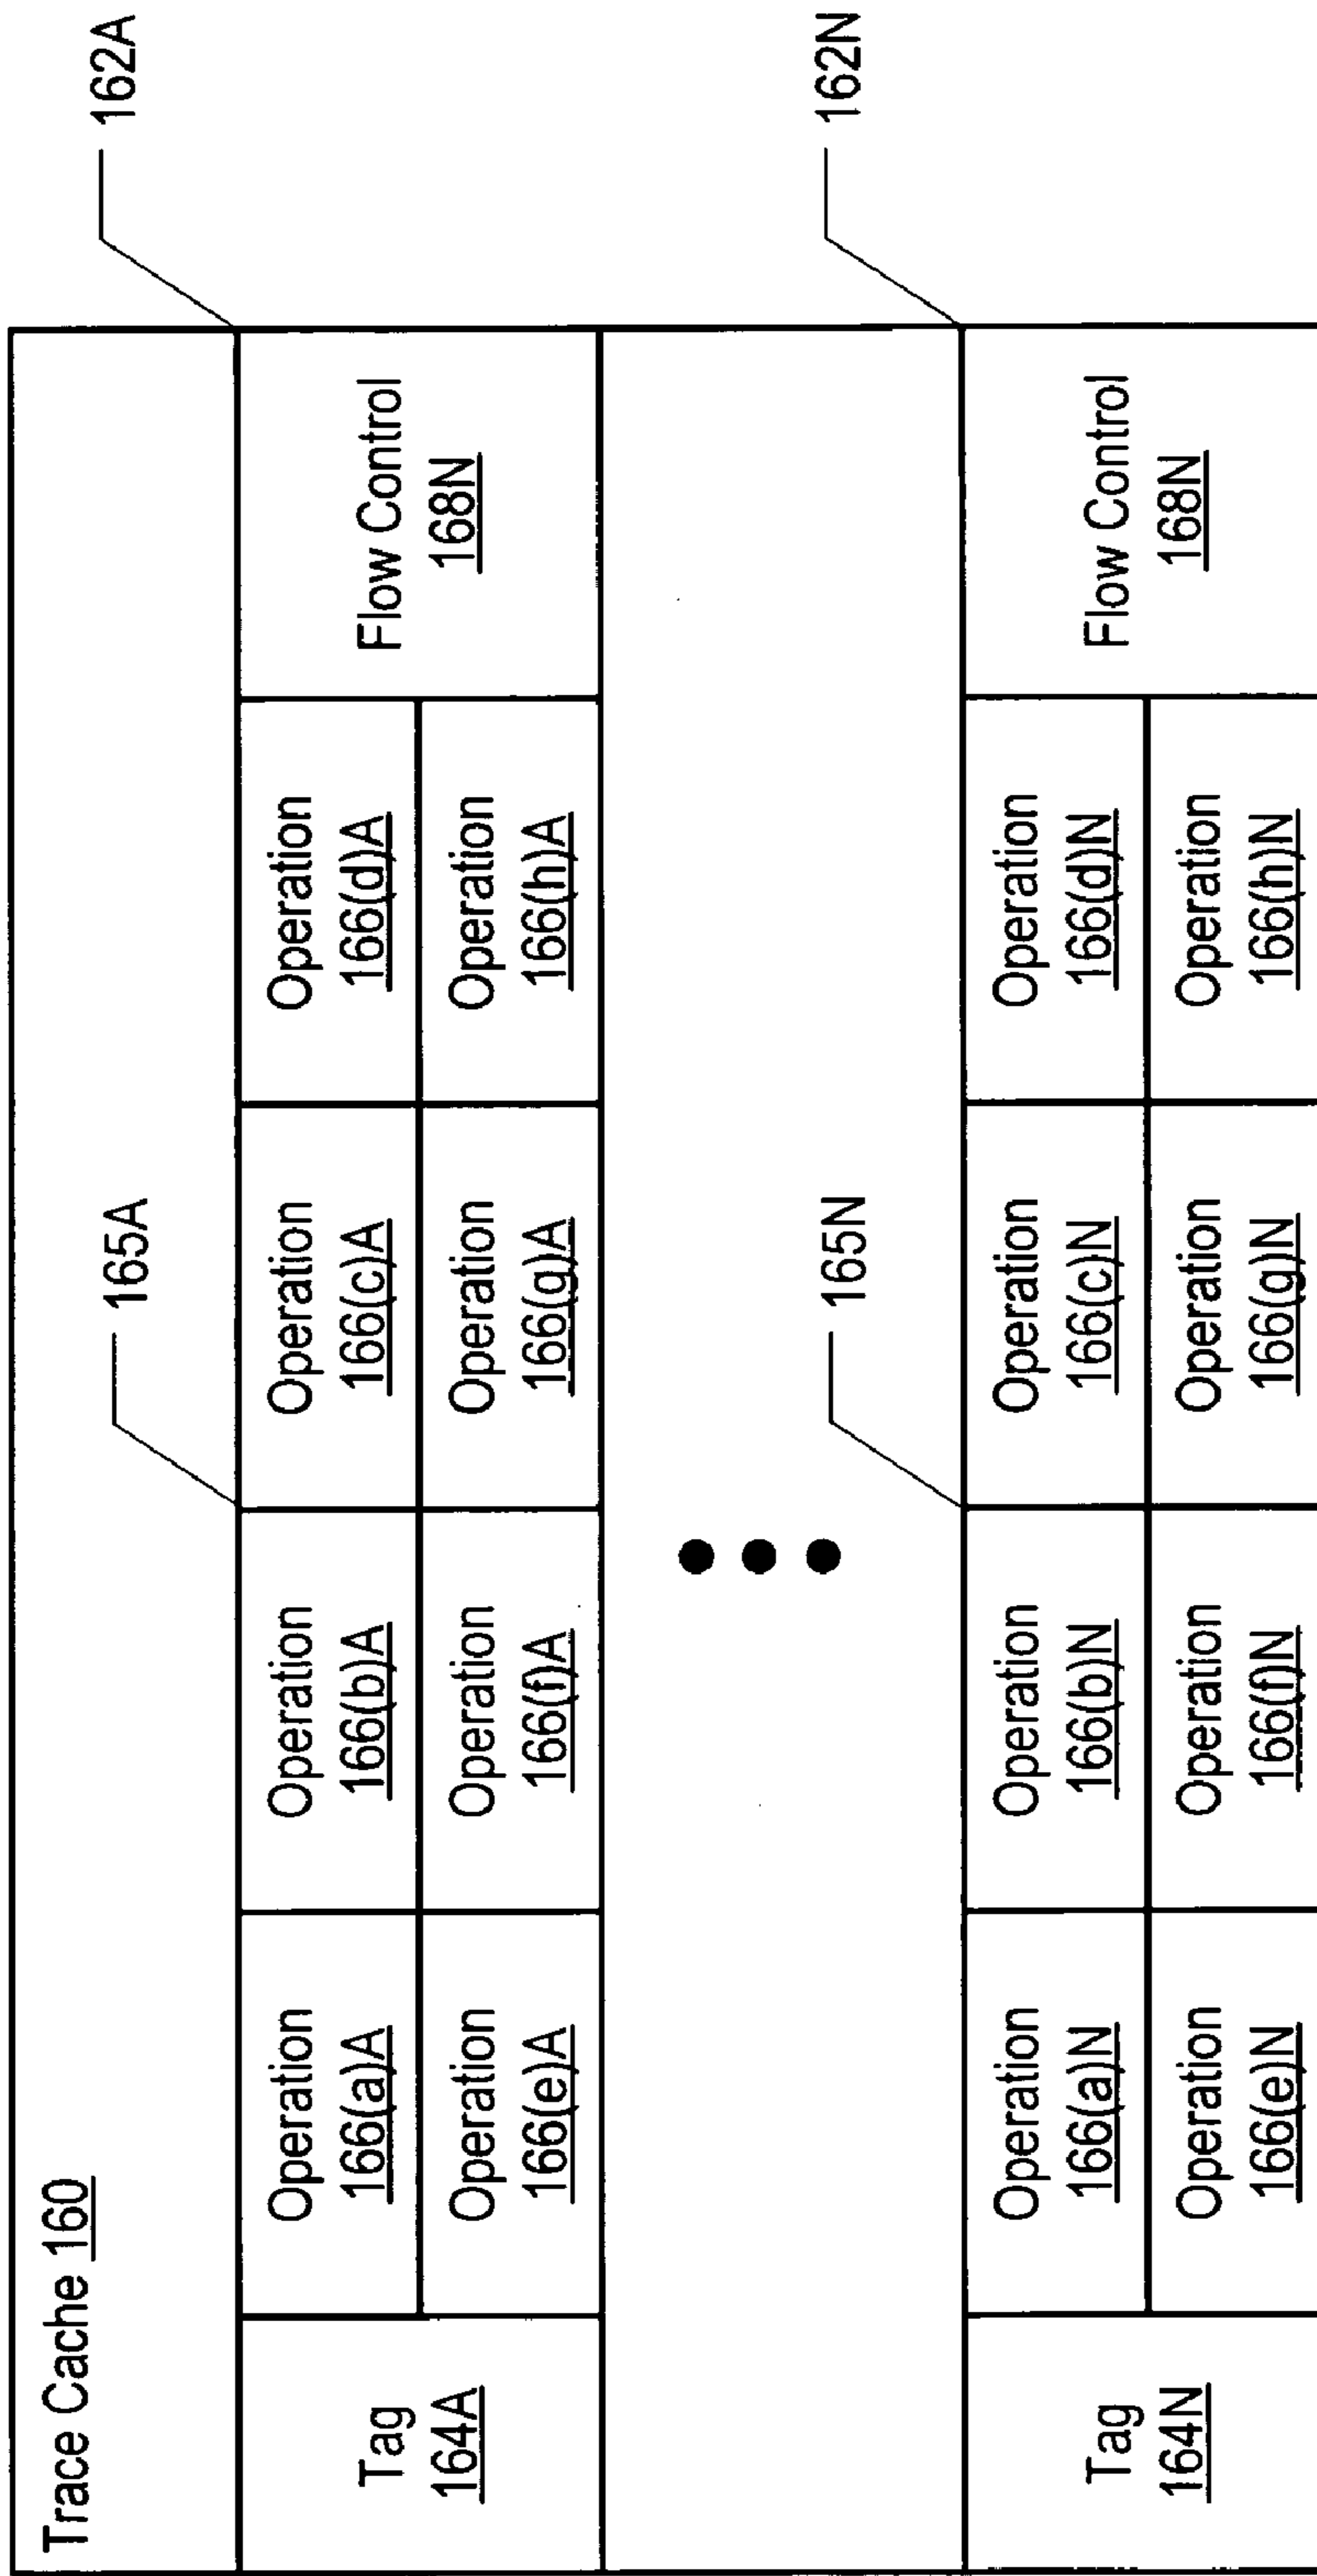 Trace Cache 160
162A
165A
Tag
164A
Operation
166(a)A
Operation
166(b)A
Operation
166(c)A
Operation
166(d)A
Operation
166(e)A
Operation
166(f)A
Operation
166(g)A
Operation
166(h)A
Flow Control
168N
162N
165N
Tag
164N
Operation
166(a)N
Operation
166(b)N
Operation
166(c)N
Operation
166(d)N
Operation
166(e)N
Operation
166(f)N
Operation
166(g)N
Operation
166(h)N
Flow Control
168N